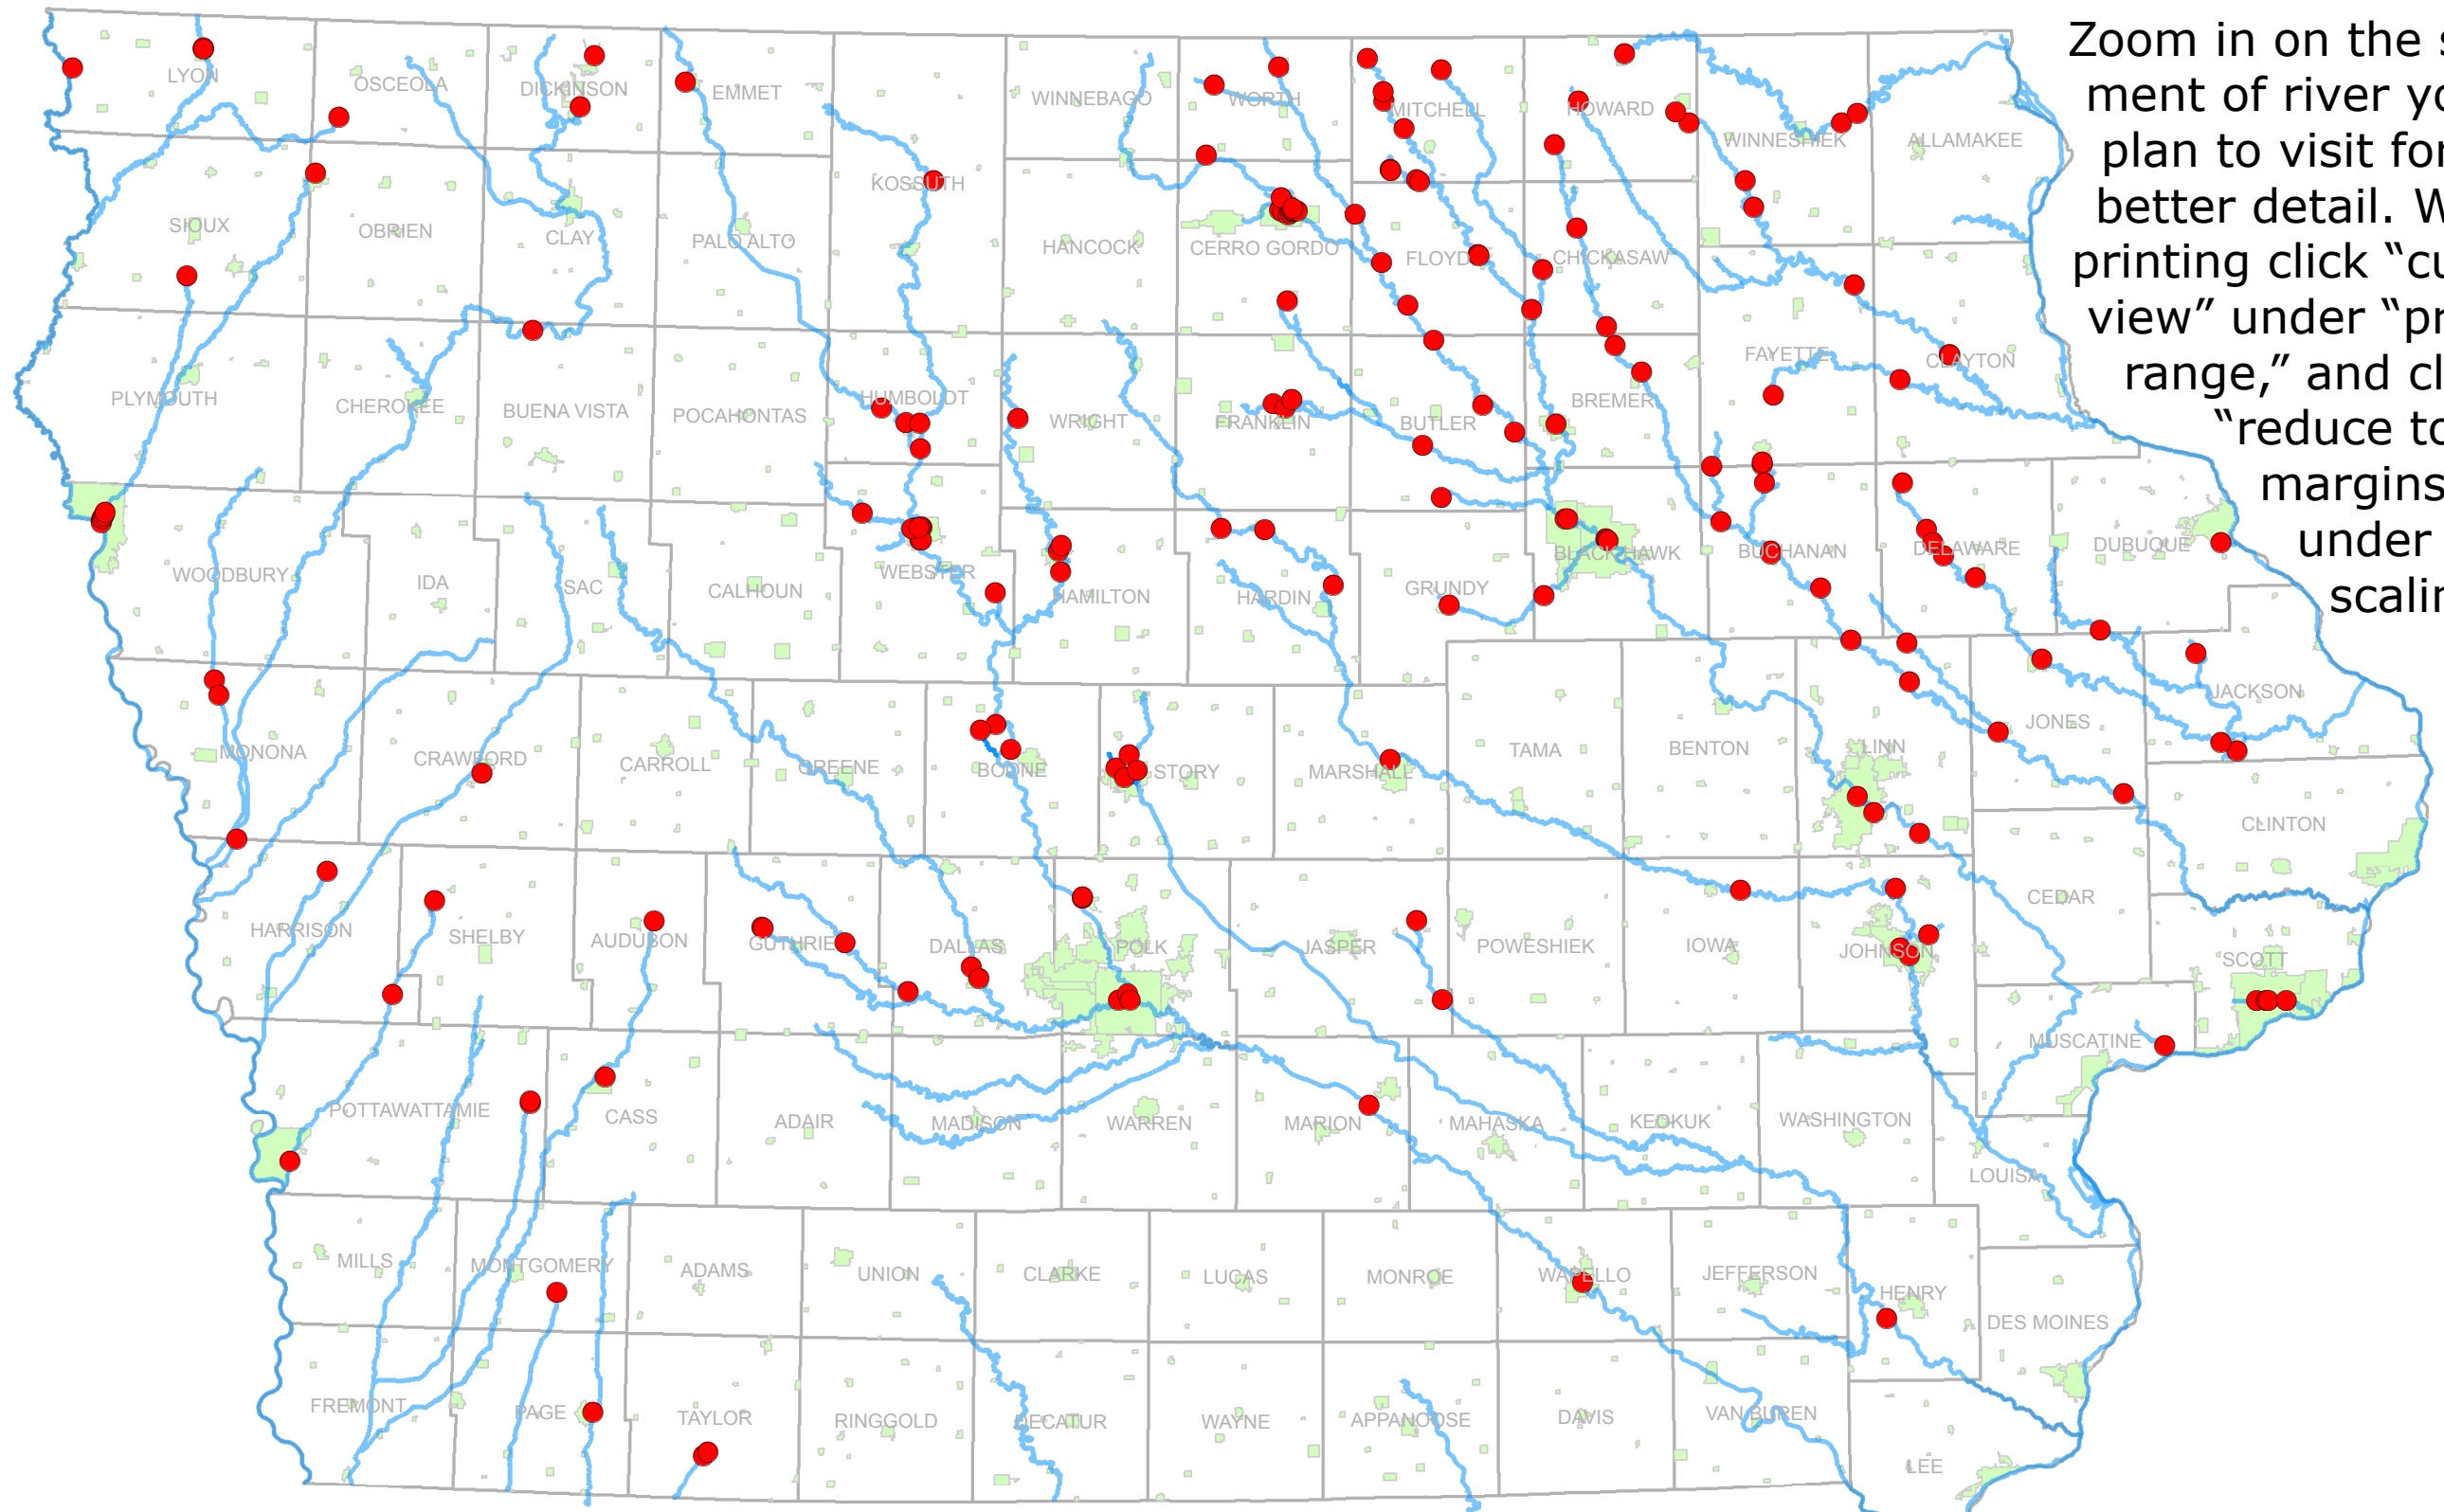 Zoom in on the s
ment of river yo
plan to visit for
better detail. W
printing click “cu
view” under “pr
range,” and cl
“reduce to
margins
under
scalin
LYON
OSCEOLA
DICKINSON
EMMET
WINNEBAGO
WORTH
MITCHELL
HOWARD
WINNESHIEK
ALLAMAKEE
KOSSUTH
SIOUX
OBRIEN
CLAY
PALO ALTO
HANCOCK
CERRO GORDO
FLOYD
CHICKASAW
PLYMOUTH
CHEROKEE
BUENA VISTA
POCAHONTAS
HUMBOLDT
WRIGHT
FRANKLIN
BUTLER
BREMER
FAYETTE
CLAYTON
WOODBURY
IDA
SAC
CALHOUN
WEBSTER
HAMILTON
HARDIN
GRUNDY
BLACK HAWK
BUCHANAN
DELAWARE
DUBUQUE
MONONA
CRAWFORD
CARROLL
GREENE
BOONE
STORY
MARSHALL
TAMA
BENTON
LINN
JONES
JACKSON
CLINTON
HARRISON
SHELBY
AUDUBON
GUTHRIE
DALLAS
POLK
JASPER
POWESHIEK
IOWA
JOHNSON
CEDAR
SCOTT
MUSCATINE
POTTAWATTAMIE
CASS
ADAIR
MADISON
WARREN
MARION
MAHASKA
KEOKUK
WASHINGTON
LOUISA
MILLS
MONTGOMERY
ADAMS
UNION
CLARKE
LUCAS
MONROE
WAPELLO
JEFFERSON
HENRY
DES MOINES
FREMONT
PAGE
TAYLOR
RINGGOLD
DECATUR
WAYNE
APPANOOSE
DAVIS
VAN BUREN
LEE